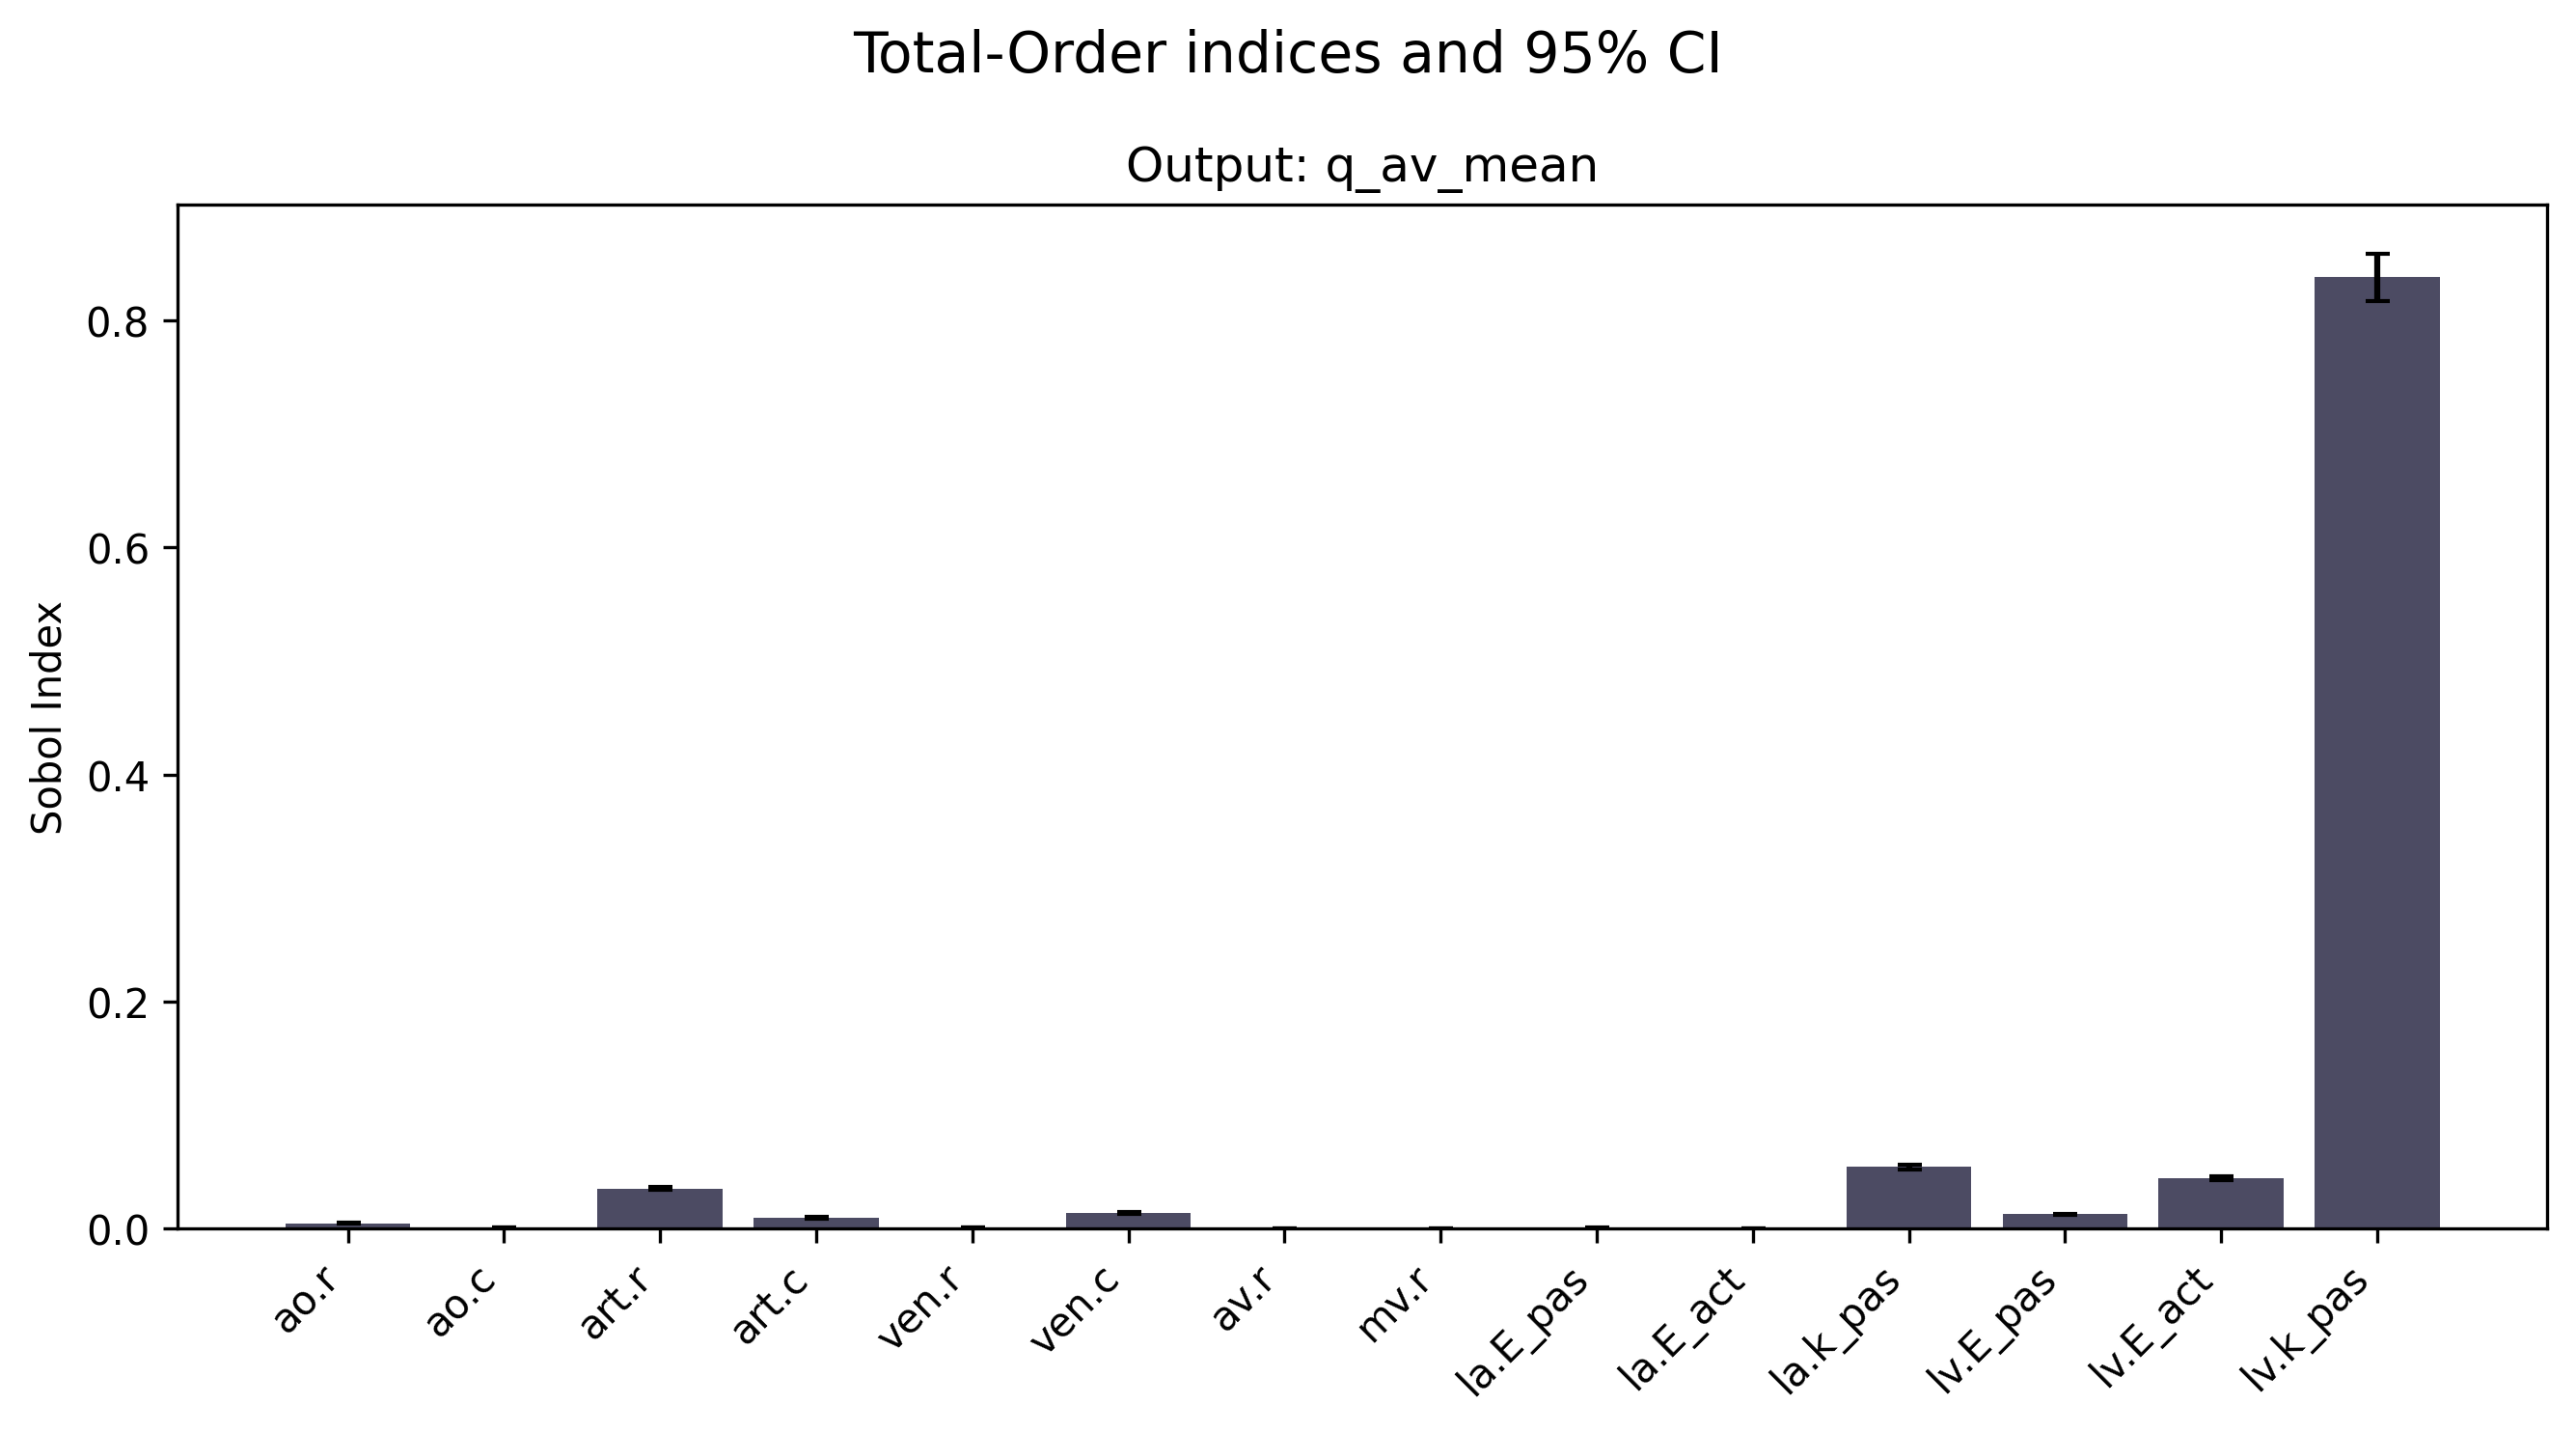 Total-Order indices and 95% CI
Output: q_av_mean
Sobol Index
0.8
0.6
0.4
0.2
0.0
ao.r
ao.c
art.r
art.c
ven.r
ven.c
av.r
mv.r
la.E_pas
la.E_act
la.k_pas
lv.E_pas
lv.E_act
lv.k_pas